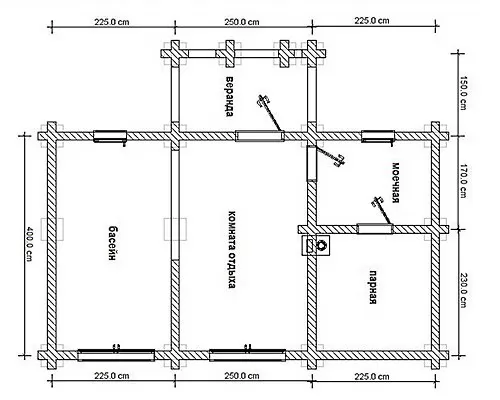 225.0 cm
250.0 cm
225.0 cm
веранда
150.0 cm
моечная
170.0 cm
400.0 cm
бассейн
комната отдыха
парная
230.0 cm
225.0 cm
250.0 cm
225.0 cm